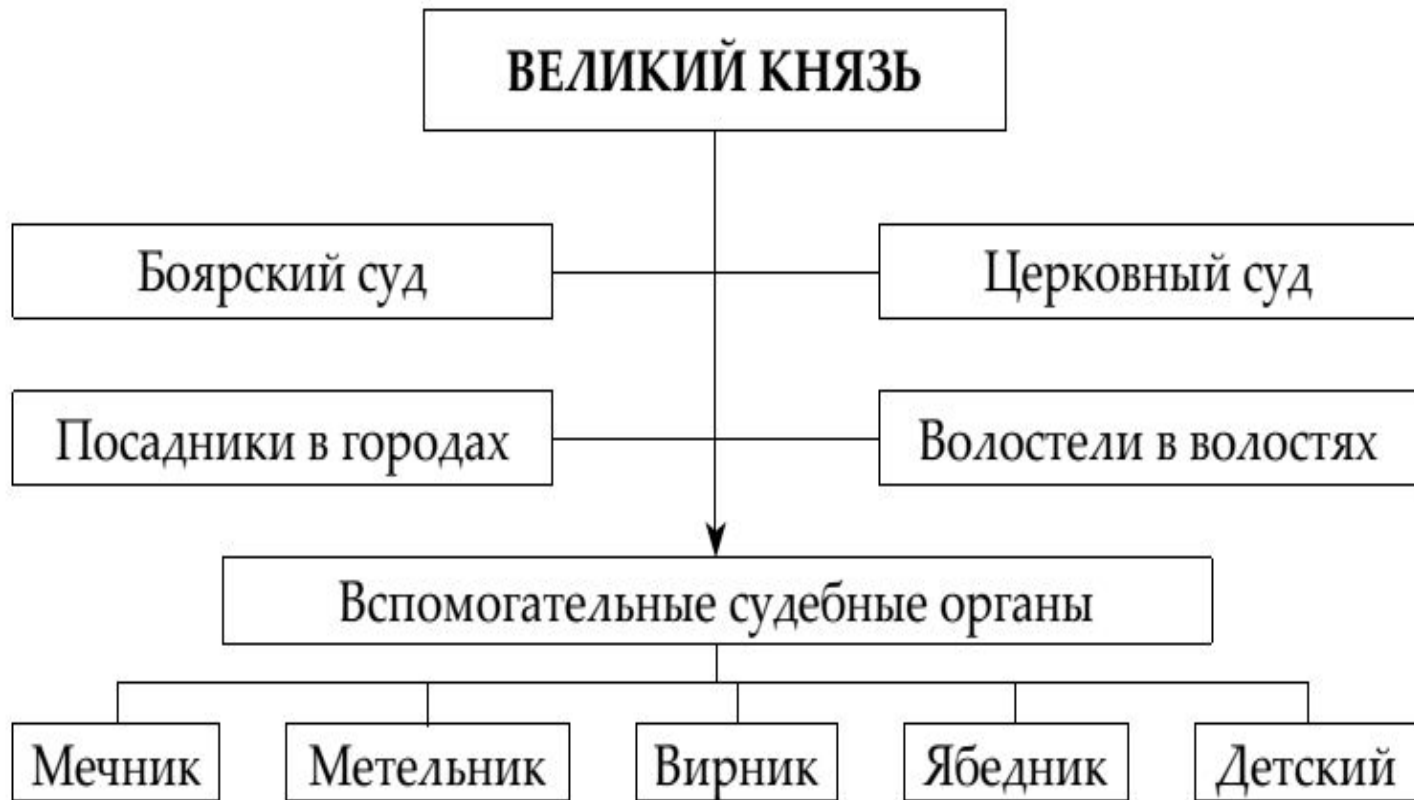 ВЕЛИКИЙ КНЯЗЬ
Боярский суд
Церковный суд
Посадники в городах
Волостели в волостях
Вспомогательные судебные органы
Мечник
Метельник
Вирник
Ябедник
Детский